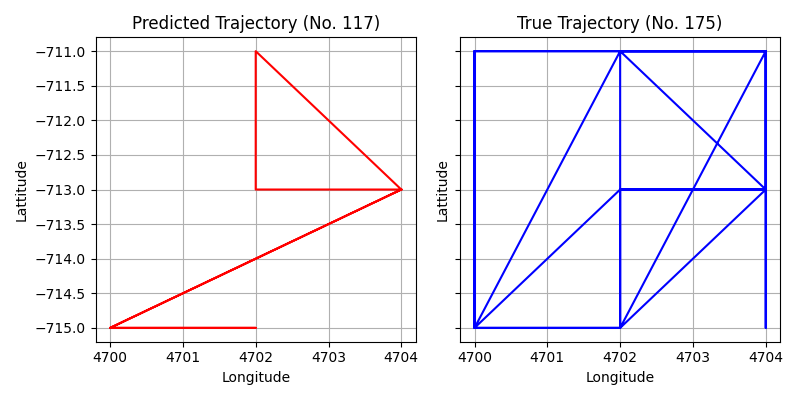 Predicted Trajectory (No. 117)
True Trajectory (No. 175)
−711.0
−711.5
−712.0
−712.5
−713.0
−713.5
−714.0
−714.5
−715.0
Lattitude
Lattitude
4700 4701 4702 4703 4704
4700 4701 4702 4703 4704
Longitude
Longitude